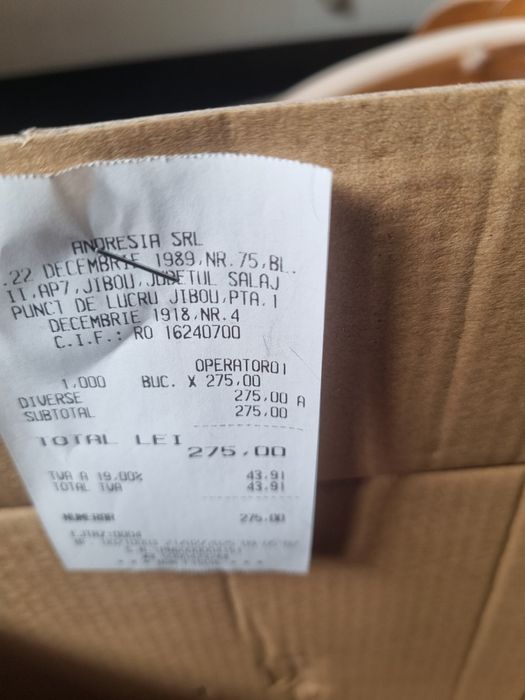 ANDRESIA SRL
.22 DECEMBRIE 1989,NR.75,BL.
II,AP7,JIBOU,JUDETUL SALAJ
PUNCT DE LUCRU JIBOU,PTA.1
DECEMBRIE 1918,NR.4
C.I.F.: RO 16240700
OPERATOR01
1,000 BUC. X 275,00
DIVERSE 275,00 A
SUBTOTAL 275,00
TOTAL LEI 275,00
TVA A 19,00% 43,91
TOTAL TVA 43,91
NUMERAR 275,00